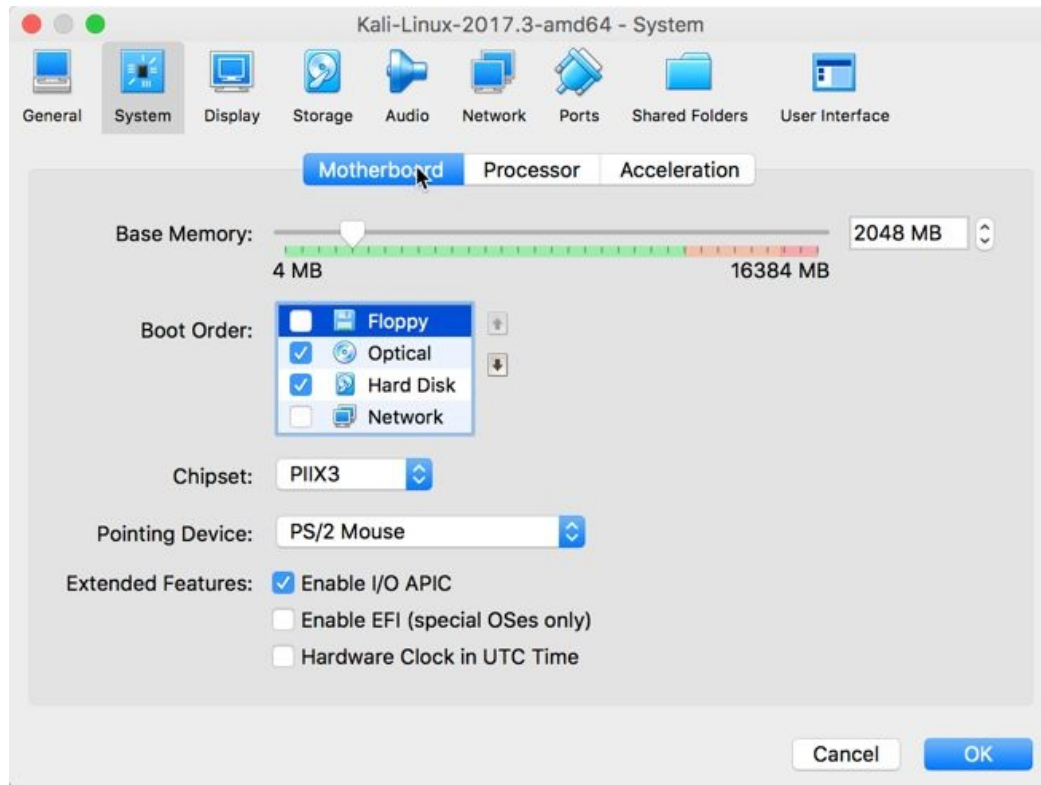 Kali-Linux-2017.3-amd64 - System
General System Display Storage Audio Network Ports Shared Folders User Interface
Motherboard Processor Acceleration
Base Memory: 2048 MB
4 MB 16384 MB
Boot Order: Floppy
Optical
Hard Disk
Network
Chipset: PIIX3
Pointing Device: PS/2 Mouse
Extended Features: Enable I/O APIC
Enable EFI (special OSes only)
Hardware Clock in UTC Time
Cancel OK